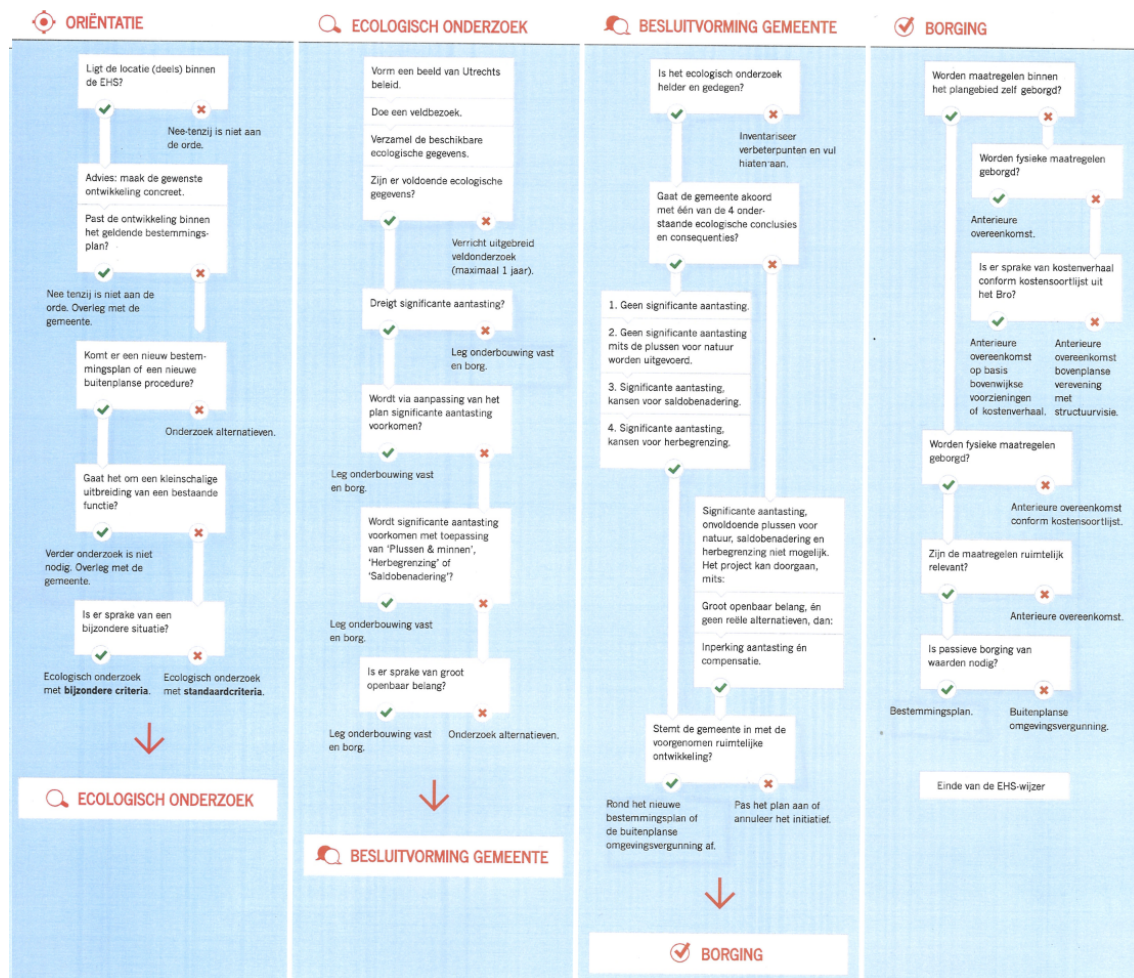 ORIËNTATIE
Ligt de locatie (deels) binnen
de EHS?
Nee-tenzij is niet aan
de orde.
Advies: maak de gewenste
ontwikkeling concreet.
Past de ontwikkeling binnen
het geldende bestemmings-
plan?
Nee tenzij is niet aan de
orde. Overleg met de
gemeente.
Komt er een nieuw bestem-
mingsplan of een nieuwe
buitenplanse procedure?
Onderzoek alternatieven.
Gaat het om een kleinschalige
uitbreiding van een bestaande
functie?
Verder onderzoek is niet
nodig. Overleg met de
gemeente.
Is er sprake van een
bijzondere situatie?
Ecologisch onderzoek
met bijzondere criteria.
Ecologisch onderzoek
met standaardcriteria.
ECOLOGISCH ONDERZOEK
ECOLOGISCH ONDERZOEK
Vorm een beeld van Utrechts
beleid.
Doe een veldbezoek.
Verzamel de beschikbare
ecologische gegevens.
Zijn er voldoende ecologische
gegevens?
Verricht uitgebreid
veldonderzoek
(maximaal 1 jaar).
Dreigt significante aantasting?
Leg onderbouwing vast
en borg.
Wordt via aanpassing van het
plan significante aantasting
voorkomen?
Leg onderbouwing vast
en borg.
Wordt significante aantasting
voorkomen met toepassing
van 'Plussen & minnen',
'Herbegrenzing' of
'Saldobenadering'?
Leg onderbouwing vast
en borg.
Is er sprake van groot
openbaar belang?
Leg onderbouwing vast
en borg.
Onderzoek alternatieven.
BESLUITVORMING GEMEENTE
BESLUITVORMING GEMEENTE
Is het ecologisch onderzoek
helder en gedegen?
Inventariseer
verbeterpunten en vul
hiaten aan.
Gaat de gemeente akoord
met één van de 4 onder-
staande ecologische conclusies
en consequenties?
1. Geen significante aantasting.
2. Geen significante aantasting
mits de plussen voor natuur
worden uitgevoerd.
3. Significante aantasting,
kansen voor saldobenadering.
4. Significante aantasting,
kansen voor herbegrenzing.
Significante aantasting,
onvoldoende plussen voor
natuur, saldobenadering en
herbegrenzing niet mogelijk.
Het project kan doorgaan,
mits:
Groot openbaar belang, én
geen reële alternatieven, dan:
Inperking aantasting én
compensatie.
Stemt de gemeente in met de
voorgenomen ruimtelijke
ontwikkeling?
Rond het nieuwe
bestemmingsplan of
de buitenplanse
omgevingsvergunning af.
Pas het plan aan of
annuleer het initiatief.
BORGING
BORGING
Worden maatregelen binnen
het plangebied zelf geborgd?
Worden fysieke maatregelen
geborgd?
Anterieure
overeenkomst.
Is er sprake van kostenverhaal
conform kostensoortlijst uit
het Bro?
Anterieure
overeenkomst
op basis
bovenwijkse
voorzieningen
of kostenverhaal.
Anterieure
overeenkomst
bovenplanse
verevening
met
structuurvisie.
Worden fysieke maatregelen
geborgd?
Anterieure overeenkomst
conform kostensoortlijst.
Zijn de maatregelen ruimtelijk
relevant?
Anterieure overeenkomst.
Is passieve borging van
waarden nodig?
Bestemmingsplan.
Buitenplanse
omgevingsvergunning.
Einde van de EHS-wijzer